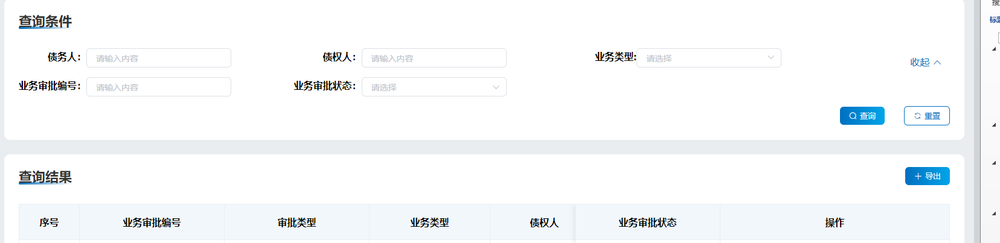 查询条件
债务人： 请输入内容 债权人： 请输入内容 业务类型: 请选择 收起
业务审批编号： 请输入内容 业务审批状态： 请选择
查询 重置
查询结果 导出
序号 业务审批编号 审批类型 业务类型 债权人 业务审批状态 操作